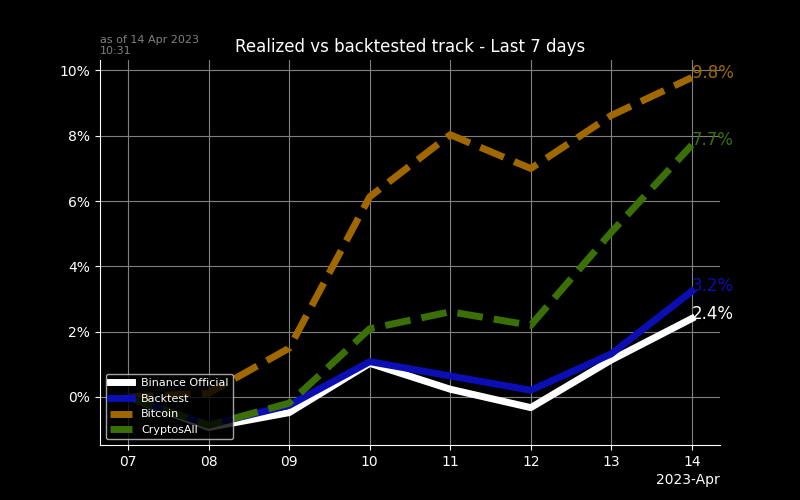 as of 14 Apr 2023
10:31
Realized vs backtested track - Last 7 days
10%
8%
6%
4%
2%
0%
9.8%
7.7%
3.2%
2.4%
Binance Official
Backtest
Bitcoin
CryptosAll
07 08 09 10 11 12 13 14
2023-Apr